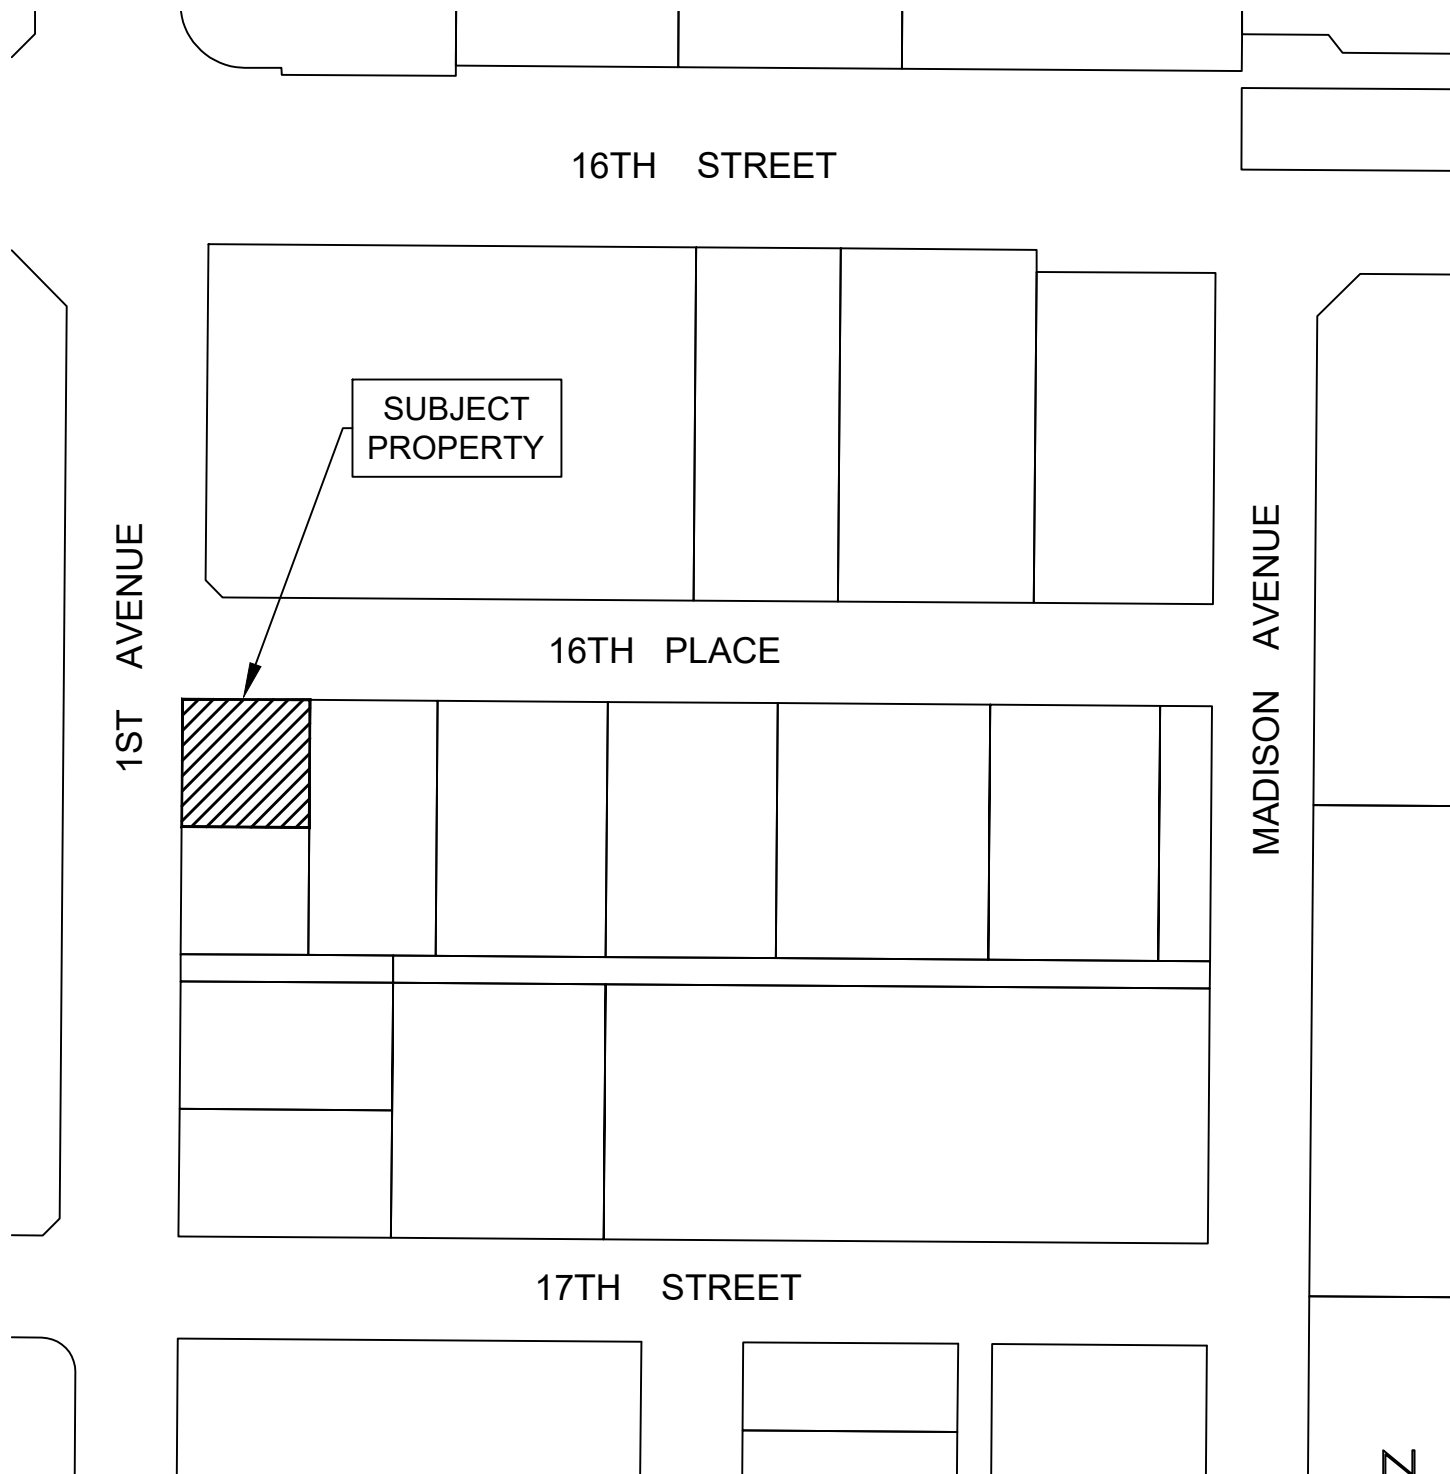 16TH STREET
SUBJECT
PROPERTY
1ST AVENUE
MADISON AVENUE
16TH PLACE
17TH STREET